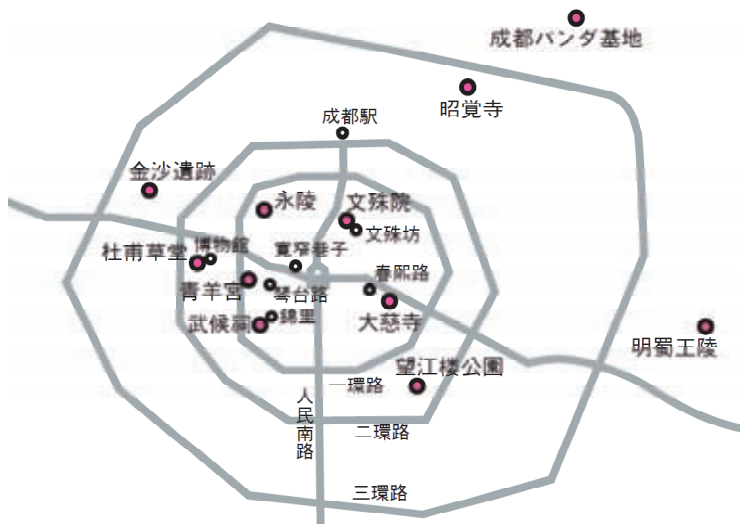 成都パンダ基地
昭覚寺
成都駅
金沙遺跡
永陵
文殊院
文殊坊
博物館
杜甫草堂
寛窄巷子
春熙路
青羊宮
琴台路
大慈寺
錦里
武候祠
明蜀王陵
望江楼公園
一環路
人民南路
二環路
三環路